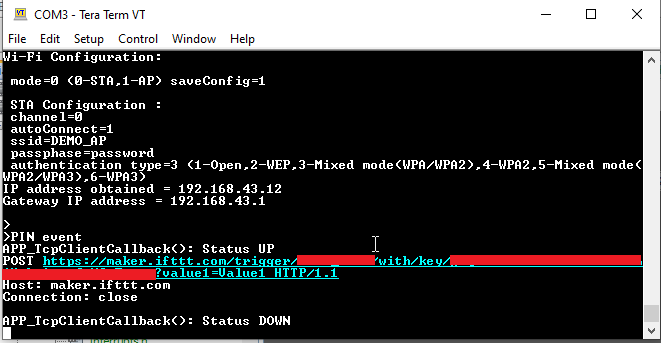 COM3 - Tera Term VT
File Edit Setup Control Window Help
Wi-Fi Configuration:
mode=0 (0-STA,1-AP) saveConfig=1
STA Configuration :
channel=0
autoConnect=1
ssid=DEMO_AP
passphase=password
authentication type=3 (1-Open,2-WEP,3-Mixed mode(WPA/WPA2),4-WPA2,5-Mixed mode(
WPA2/WPA3),6-WPA3)
IP address obtained = 192.168.43.12
Gateway IP address = 192.168.43.1
>
>PIN event
APP_TcpClientCallback(): Status UP
POST https://maker.ifttt.com/trigger/ /with/key/
?value1=Value1 HTTP/1.1
Host: maker.ifttt.com
Connection: close
APP_TcpClientCallback(): Status DOWN